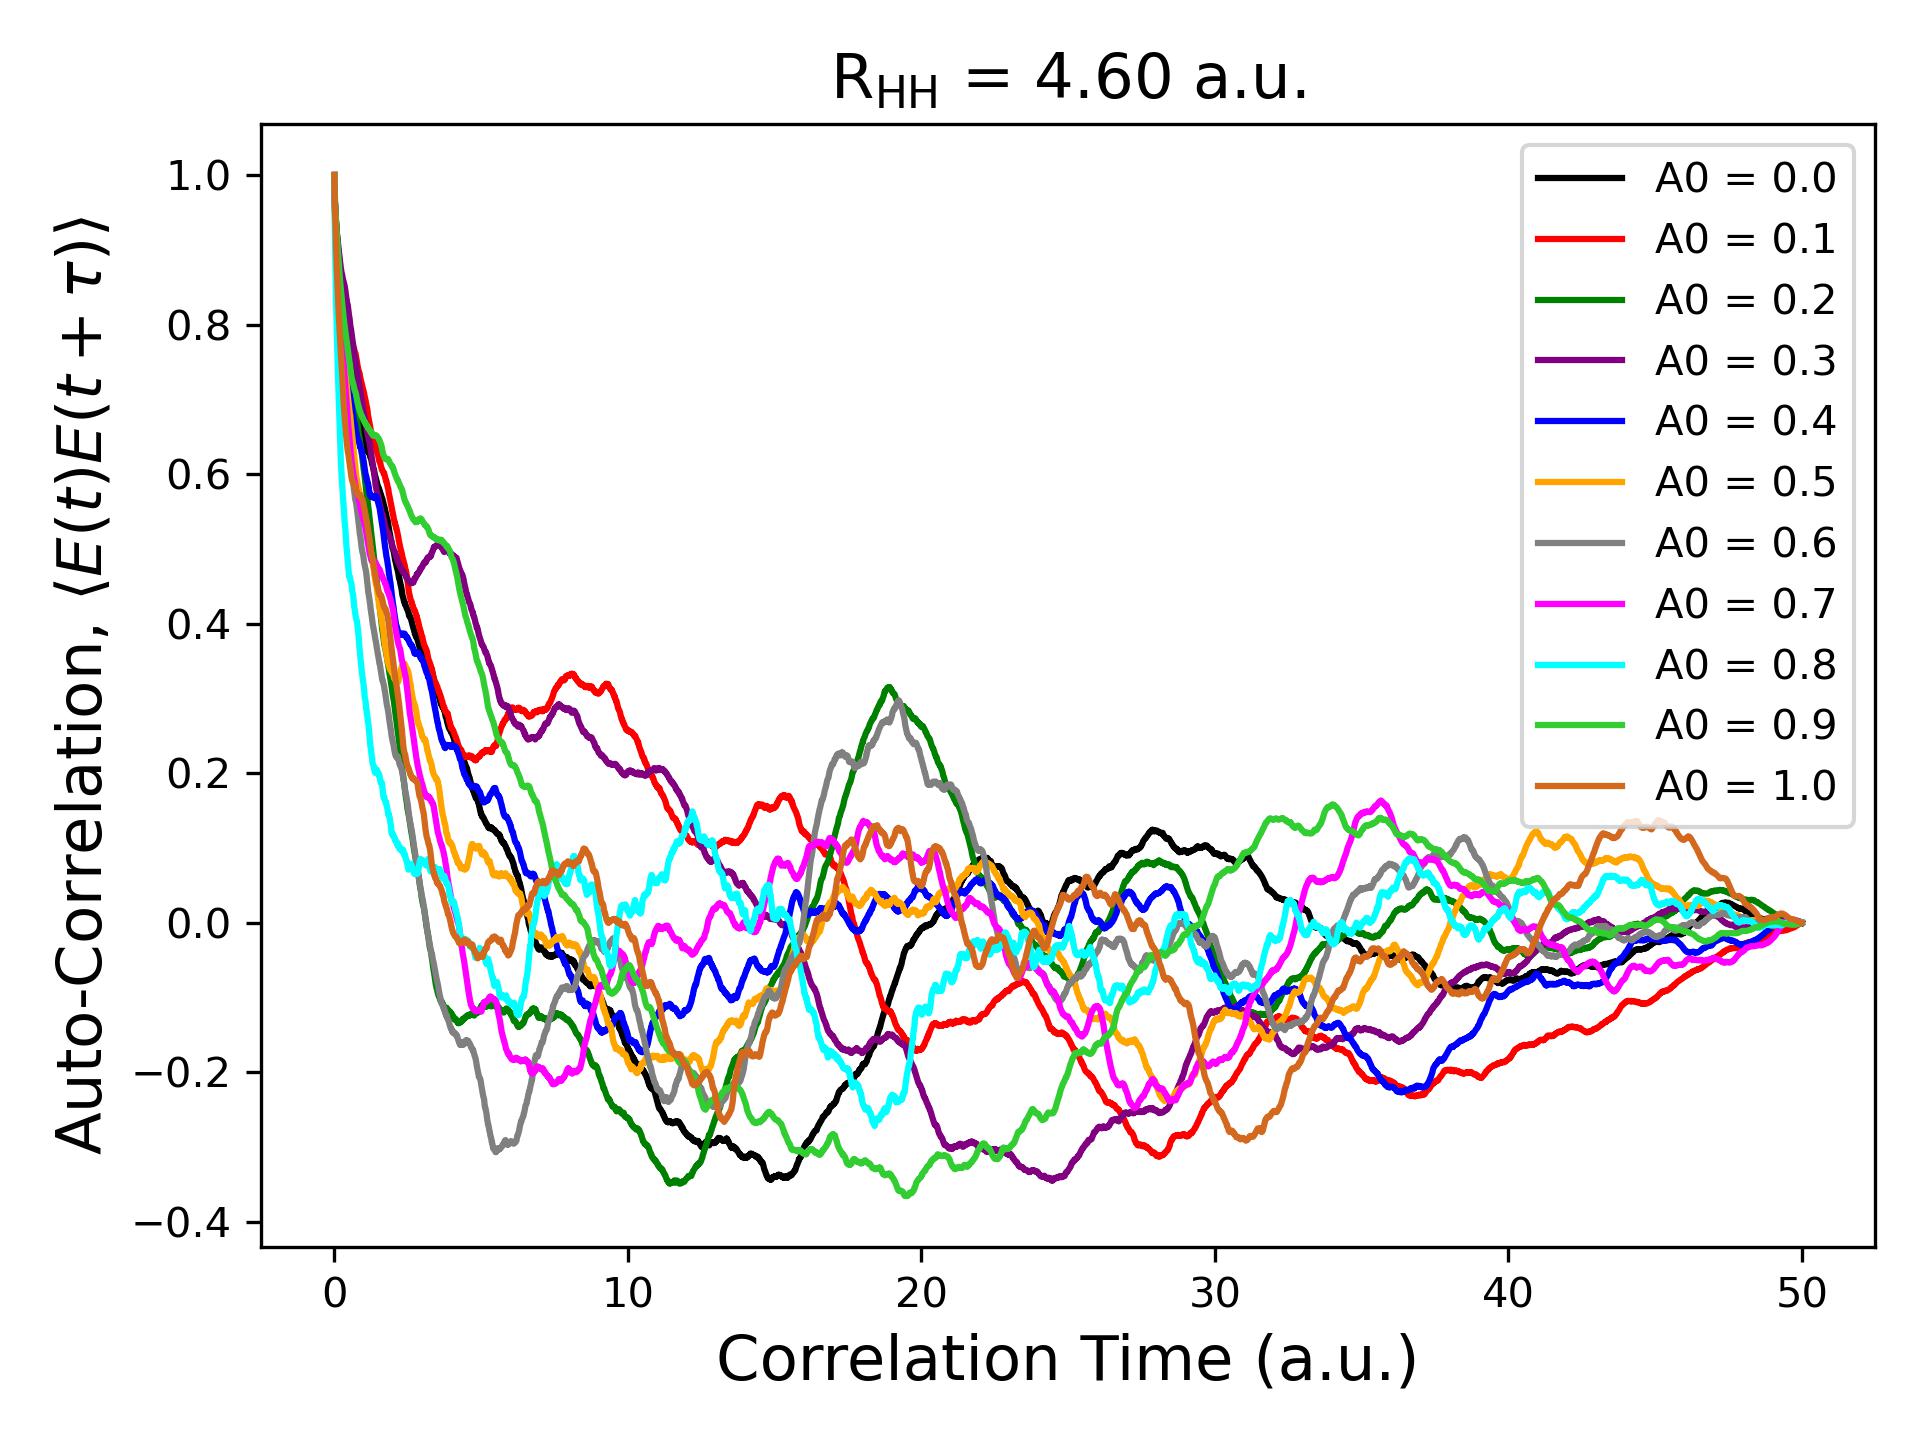 R_HH = 4.60 a.u.
Auto-Correlation, ⟨E(t)E(t + τ)⟩
1.0
0.8
0.6
0.4
0.2
0.0
−0.2
−0.4
A0 = 0.0
A0 = 0.1
A0 = 0.2
A0 = 0.3
A0 = 0.4
A0 = 0.5
A0 = 0.6
A0 = 0.7
A0 = 0.8
A0 = 0.9
A0 = 1.0
0 10 20 30 40 50
Correlation Time (a.u.)